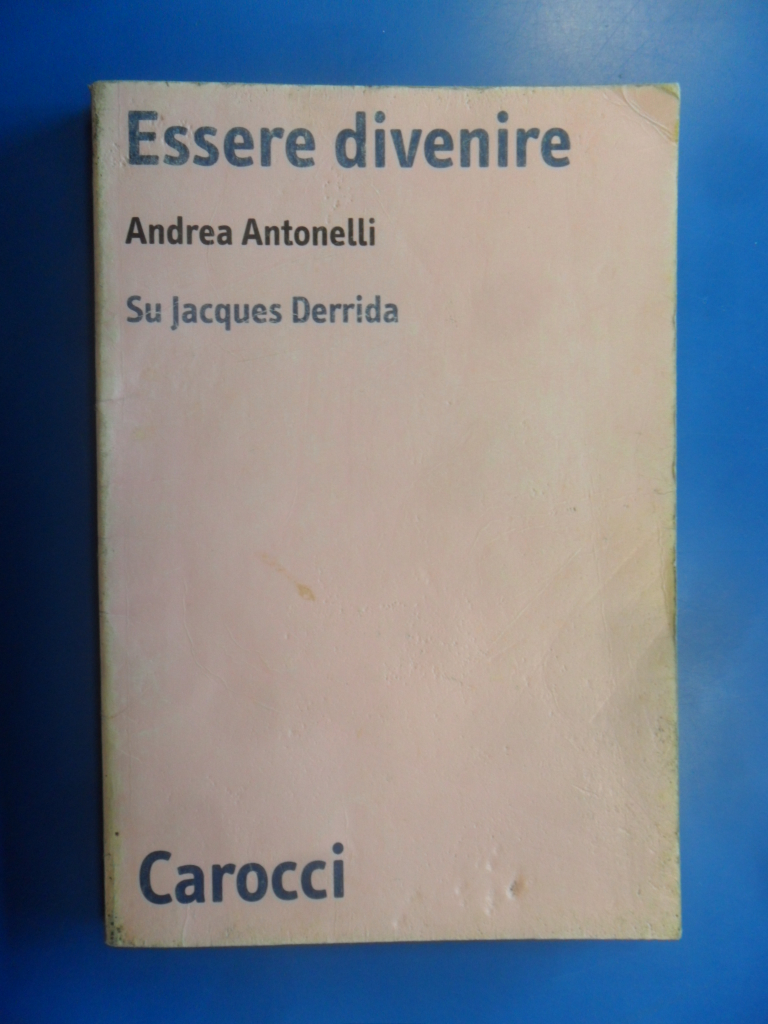 Essere divenire
Andrea Antonelli
Su Jacques Derrida
Carocci